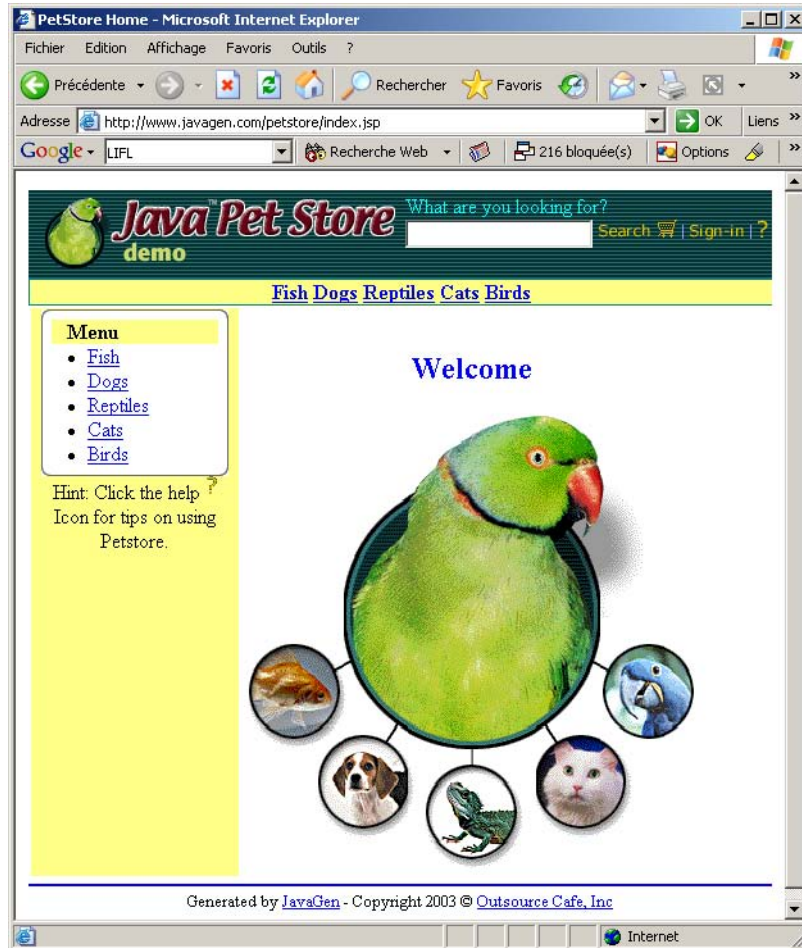 PetStore Home - Microsoft Internet Explorer
Fichier Edition Affichage Favoris Outils ?
Précédente Rechercher Favoris »
Adresse http://www.javagen.com/petstore/index.jsp OK Liens »
Google LIFL Recherche Web 216 bloquée(s) Options »
Java™ Pet Store
demo
What are you looking for?
Search | Sign-in | ?
Fish Dogs Reptiles Cats Birds
Menu
• Fish
• Dogs
• Reptiles
• Cats
• Birds
Hint: Click the help ?
Icon for tips on using
Petstore.
Welcome
Generated by JavaGen - Copyright 2003 © Outsource Cafe, Inc
Internet